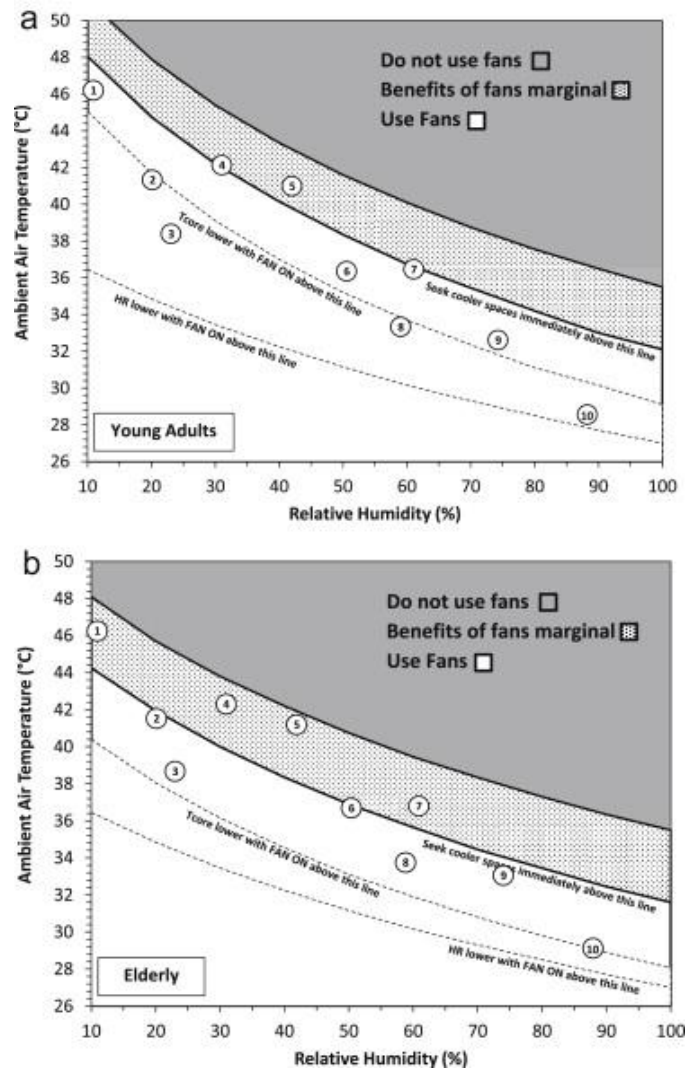 a
50
48
46
44
42
40
38
36
34
32
30
28
26
Ambient Air Temperature (°C)
Do not use fans
Benefits of fans marginal
Use Fans
1
2
3
4
5
6
7
8
9
10
Tcore lower with FAN ON above this line
Seek cooler spaces immediately above this line
HR lower with FAN ON above this line
Young Adults
10 20 30 40 50 60 70 80 90 100
Relative Humidity (%)
b
50
48
46
44
42
40
38
36
34
32
30
28
26
Ambient Air Temperature (°C)
Do not use fans
Benefits of fans marginal
Use Fans
1
2
3
4
5
6
7
8
9
10
Tcore lower with FAN ON above this line
Seek cooler spaces immediately above this line
HR lower with FAN ON above this line
Elderly
10 20 30 40 50 60 70 80 90 100
Relative Humidity (%)